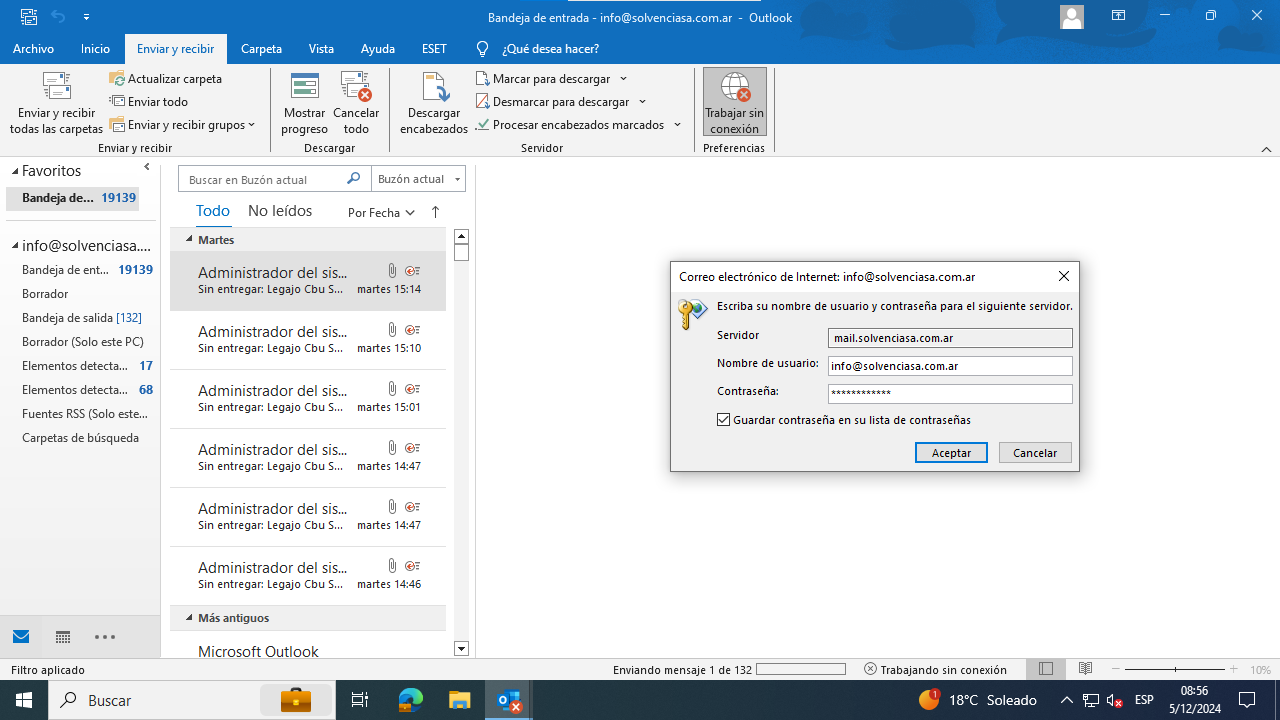 Bandeja de entrada - info@solvenciasa.com.ar - Outlook
Archivo Inicio Enviar y recibir Carpeta Vista Ayuda ESET ¿Qué desea hacer?
Enviar y recibir
todas las carpetas
Actualizar carpeta
Enviar todo
Enviar y recibir grupos
Enviar y recibir
Mostrar
progreso
Cancelar
todo
Descargar
Descargar
encabezados
Marcar para descargar
Desmarcar para descargar
Procesar encabezados marcados
Servidor
Trabajar sin
conexión
Preferencias
Favoritos
Bandeja de... 19139
info@solvenciasa....
Bandeja de ent... 19139
Borrador
Bandeja de salida [132]
Borrador (Solo este PC)
Elementos detecta... 17
Elementos detecta... 68
Fuentes RSS (Solo este...
Carpetas de búsqueda
Buscar en Buzón actual Buzón actual
Todo No leídos Por Fecha
Martes
Administrador del sis...
Sin entregar: Legajo Cbu S... martes 15:14
Administrador del sis...
Sin entregar: Legajo Cbu S... martes 15:10
Administrador del sis...
Sin entregar: Legajo Cbu S... martes 15:01
Administrador del sis...
Sin entregar: Legajo Cbu S... martes 14:47
Administrador del sis...
Sin entregar: Legajo Cbu S... martes 14:47
Administrador del sis...
Sin entregar: Legajo Cbu S... martes 14:46
Más antiguos
Microsoft Outlook
Correo electrónico de Internet: info@solvenciasa.com.ar
Escriba su nombre de usuario y contraseña para el siguiente servidor.
Servidor mail.solvenciasa.com.ar
Nombre de usuario: info@solvenciasa.com.ar
Contraseña: ************
Guardar contraseña en su lista de contraseñas
Aceptar Cancelar
Filtro aplicado Enviando mensaje 1 de 132 Trabajando sin conexión 10%
Buscar 1 18°C Soleado ESP 08:56
5/12/2024